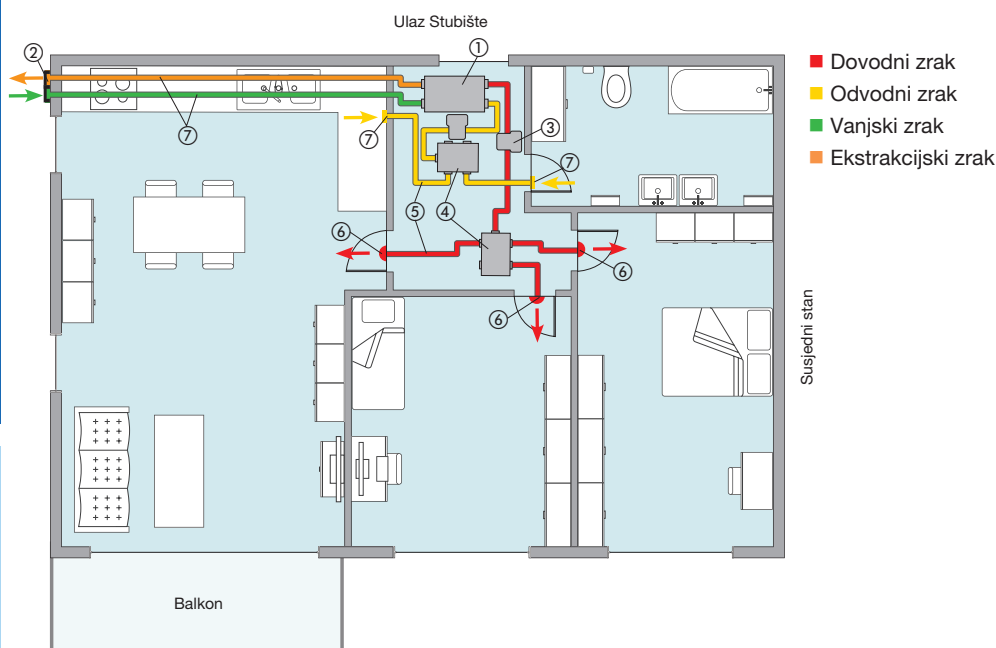 Ulaz Stubište
②
①
Dovodni zrak
Odvodni zrak
Vanjski zrak
Ekstrakcijski zrak
⑦
⑦
③
⑦
⑤
④
⑥
⑥
⑥
Susjedni stan
Balkon